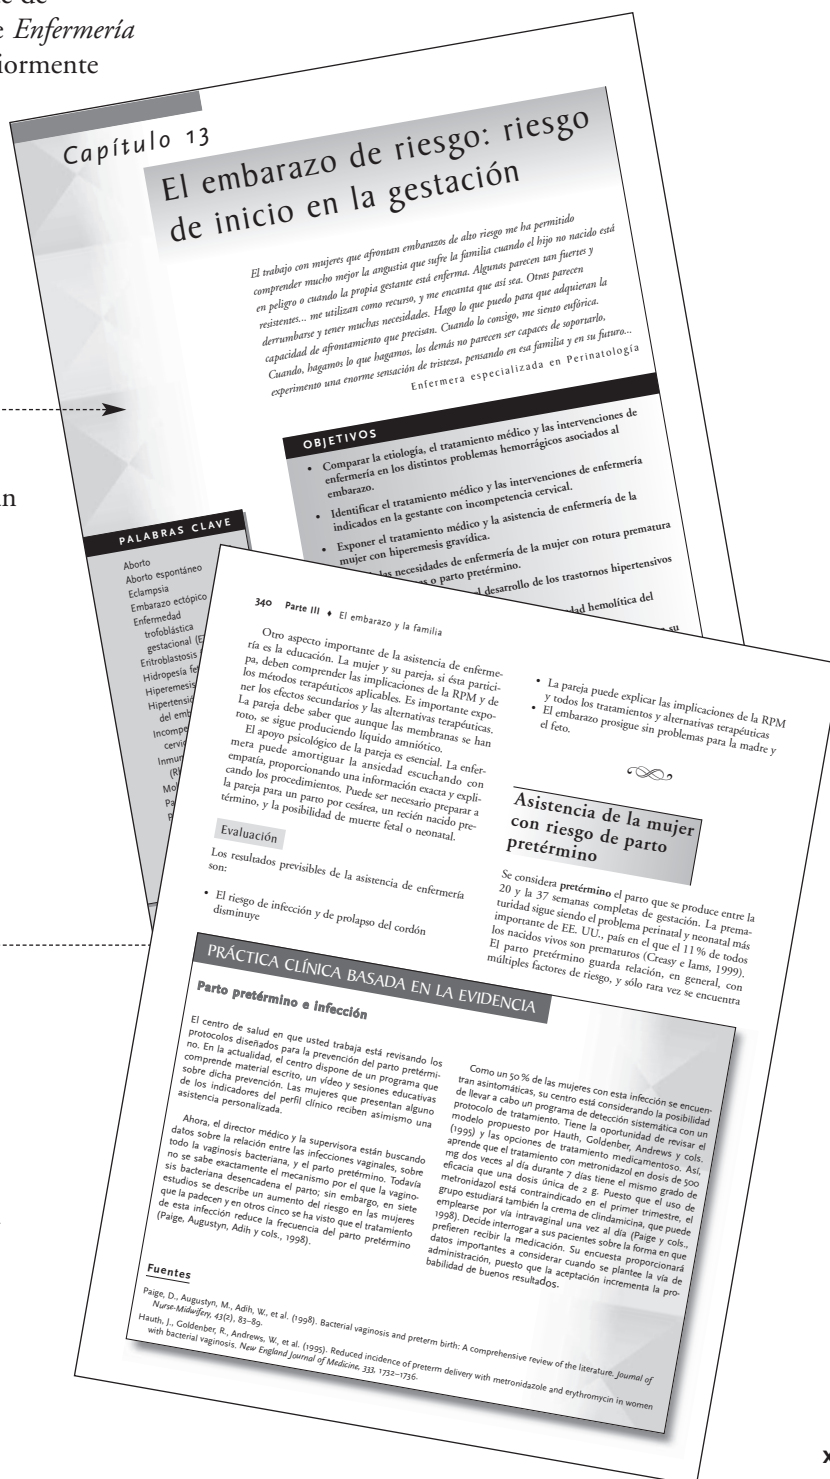 Enfermería
Capítulo 13
El embarazo de riesgo: riesgo
de inicio en la gestación
El trabajo con mujeres que afrontan embarazos de alto riesgo me ha permitido
comprender mucho mejor la angustia que sufre la familia cuando el hijo no nacido está
en peligro o cuando la propia gestante está enferma. Algunas parecen tan fuertes y
resistentes... me utilizan como recurso, y me encanta que así sea. Otras parecen
derrumbarse y tener muchas necesidades. Hago lo que puedo para que adquieran la
capacidad de afrontamiento que precisan. Cuando lo consigo, me siento eufórica.
Cuando, hagamos lo que hagamos, los demás no parecen ser capaces de soportarlo,
experimento una enorme sensación de tristeza, pensando en esa familia y en su futuro...
Enfermera especializada en Perinatología
OBJETIVOS
• Comparar la etiología, el tratamiento médico y las intervenciones de
enfermería en los distintos problemas hemorrágicos asociados al
embarazo.
• Identificar el tratamiento médico y las intervenciones de enfermería
indicados en la gestante con incompetencia cervical.
• Exponer el tratamiento médico y la asistencia de enfermería de la
mujer con hiperemesis gravídica.
las necesidades de enfermería de la mujer con rotura prematura
o parto pretérmino.
desarrollo de los trastornos hipertensivos
hemolítica del
su
PALABRAS CLAVE
Aborto
Aborto espontáneo
Eclampsia
Embarazo ectópico
Enfermedad
trofoblástica
gestacional
Eritroblastosis
Hidropesía
Hiperemesis
del
340 Parte III ♦ El embarazo y la familia
Otro aspecto importante de la asistencia de enferme-
ría es la educación. La mujer y su pareja, si ésta partici-
pa, deben comprender las implicaciones de la RPM y de
los métodos terapéuticos aplicables. Es importante expo-
ner los efectos secundarios y las alternativas terapéuticas.
La pareja debe saber que aunque las membranas se han
roto, se sigue produciendo líquido amniótico.
El apoyo psicológico de la pareja es esencial. La enfer-
mera puede amortiguar la ansiedad escuchando con
empatía, proporcionando una información exacta y expli-
cando los procedimientos. Puede ser necesario preparar a
la pareja para un parto por cesárea, un recién nacido pre-
término, y la posibilidad de muerte fetal o neonatal.
Evaluación
Los resultados previsibles de la asistencia de enfermería
son:
• El riesgo de infección y de prolapso del cordón
disminuye
• La pareja puede explicar las implicaciones de la RPM
y todos los tratamientos y alternativas terapéuticas
• El embarazo prosigue sin problemas para la madre y
el feto.
Asistencia de la mujer
con riesgo de parto
pretérmino
Se considera pretérmino el parto que se produce entre la
20 y la 37 semanas completas de gestación. La prema-
turidad sigue siendo el problema perinatal y neonatal más
importante de EE. UU., país en el que el 11 % de todos
los nacidos vivos son prematuros (Creasy e Iams, 1999).
El parto pretérmino guarda relación, en general, con
múltiples factores de riesgo, y sólo rara vez se encuentra
PRÁCTICA CLÍNICA BASADA EN LA EVIDENCIA
Parto pretérmino e infección
El centro de salud en que usted trabaja está revisando los
protocolos diseñados para la prevención del parto pretérmi-
no. En la actualidad, el centro dispone de un programa que
comprende material escrito, un vídeo y sesiones educativas
sobre dicha prevención. Las mujeres que presentan alguno
de los indicadores del perfil clínico reciben asimismo una
asistencia personalizada.
Ahora, el director médico y la supervisora están buscando
datos sobre la relación entre las infecciones vaginales, sobre
todo la vaginosis bacteriana, y el parto pretérmino. Todavía
no se sabe exactamente el mecanismo por el que la vagino-
sis bacteriana desencadena el parto; sin embargo, en siete
estudios se describe un aumento del riesgo en las mujeres
que la padecen y en otros cinco se ha visto que el tratamiento
de esta infección reduce la frecuencia del parto pretérmino
(Paige, Augustyn, Adih y cols., 1998).
Como un 50 % de las mujeres con esta infección se encuen-
tran asintomáticas, su centro está considerando la posibilidad
de llevar a cabo un programa de detección sistemática con un
protocolo de tratamiento. Tiene la oportunidad de revisar el
modelo propuesto por Hauth, Goldenber, Andrews y cols.
(1995) y las opciones de tratamiento medicamentoso. Así,
aprende que el tratamiento con metronidazol en dosis de 500
mg dos veces al día durante 7 días tiene el mismo grado de
eficacia que una dosis única de 2 g. Puesto que el uso de
metronidazol está contraindicado en el primer trimestre, el
grupo estudiará también la crema de clindamicina, que puede
emplearse por vía intravaginal una vez al día (Paige y cols.,
1998). Decide interrogar a sus pacientes sobre la forma en que
prefieren recibir la medicación. Su encuesta proporcionará
datos importantes a considerar cuando se plantee la vía de
administración, puesto que la aceptación incrementa la pro-
babilidad de buenos resultados.
Fuentes
Paige, D., Augustyn, M., Adih, W., et al. (1998). Bacterial vaginosis and preterm birth: A comprehensive review of the literature. Journal of
Nurse-Midwifery, 43(2), 83–89.
Hauth, J., Goldenber, R., Andrews, W., et al. (1995). Reduced incidence of preterm delivery with metronidazole and erythromycin in women
with bacterial vaginosis. New England Journal of Medicine, 333, 1732–1736.